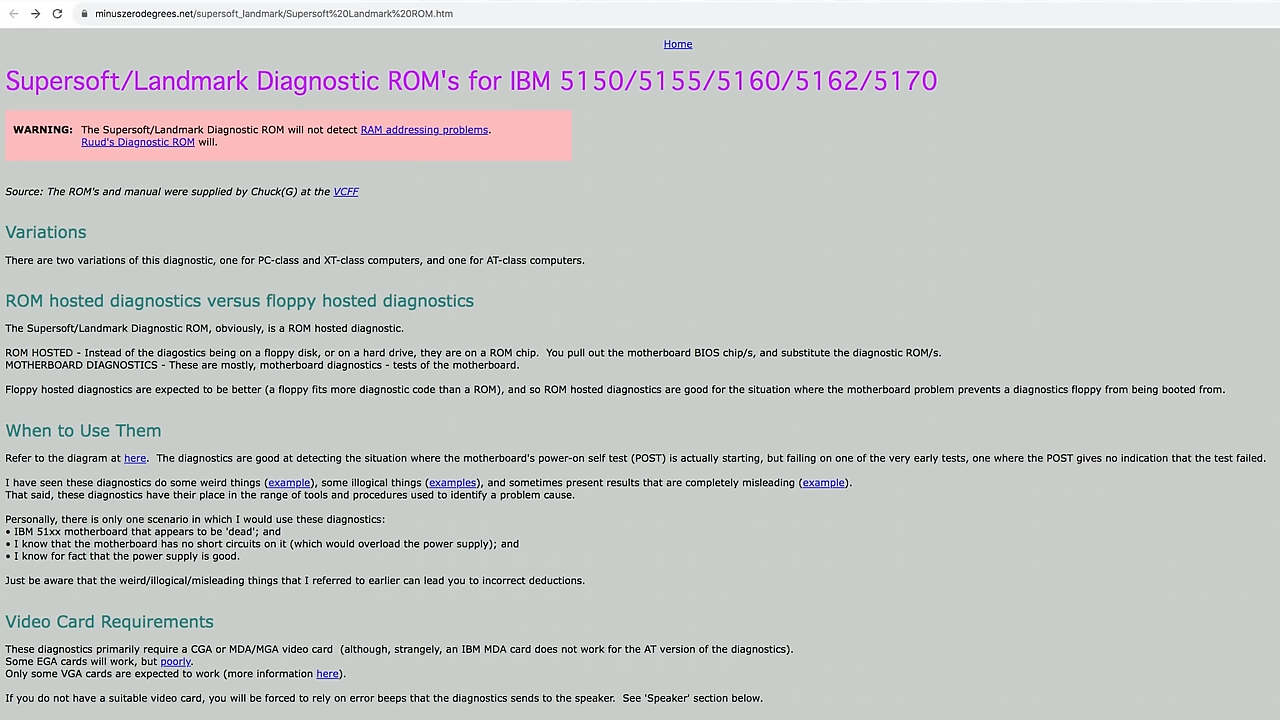 minuszerodegrees.net/supersoft_landmark/Supersoft%20Landmark%20ROM.htm
Home
Supersoft/Landmark Diagnostic ROM's for IBM 5150/5155/5160/5162/5170
WARNING: The Supersoft/Landmark Diagnostic ROM will not detect RAM addressing problems.
Ruud's Diagnostic ROM will.
Source: The ROM's and manual were supplied by Chuck(G) at the VCFF
Variations
There are two variations of this diagnostic, one for PC-class and XT-class computers, and one for AT-class computers.
ROM hosted diagnostics versus floppy hosted diagnostics
The Supersoft/Landmark Diagnostic ROM, obviously, is a ROM hosted diagnostic.
ROM HOSTED - Instead of the diagostics being on a floppy disk, or on a hard drive, they are on a ROM chip. You pull out the motherboard BIOS chip/s, and substitute the diagnostic ROM/s.
MOTHERBOARD DIAGNOSTICS - These are mostly, motherboard diagnostics - tests of the motherboard.
Floppy hosted diagnostics are expected to be better (a floppy fits more diagnostic code than a ROM), and so ROM hosted diagnostics are good for the situation where the motherboard problem prevents a diagnostics floppy from being booted from.
When to Use Them
Refer to the diagram at here. The diagnostics are good at detecting the situation where the motherboard's power-on self test (POST) is actually starting, but failing on one of the very early tests, one where the POST gives no indication that the test failed.
I have seen these diagnostics do some weird things (example), some illogical things (examples), and sometimes present results that are completely misleading (example).
That said, these diagnostics have their place in the range of tools and procedures used to identify a problem cause.
Personally, there is only one scenario in which I would use these diagnostics:
• IBM 51xx motherboard that appears to be 'dead'; and
• I know that the motherboard has no short circuits on it (which would overload the power supply); and
• I know for fact that the power supply is good.
Just be aware that the weird/illogical/misleading things that I referred to earlier can lead you to incorrect deductions.
Video Card Requirements
These diagnostics primarily require a CGA or MDA/MGA video card (although, strangely, an IBM MDA card does not work for the AT version of the diagnostics).
Some EGA cards will work, but poorly.
Only some VGA cards are expected to work (more information here).
If you do not have a suitable video card, you will be forced to rely on error beeps that the diagnostics sends to the speaker. See 'Speaker' section below.